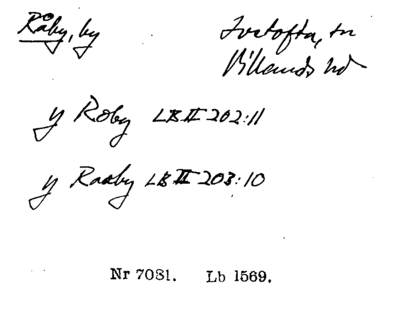 Råby, by Ivetofta, sn
Villands hd
y Roby LB II 202:11
y Raaby LB II 203:10
Nr 7081. Lb 1569.